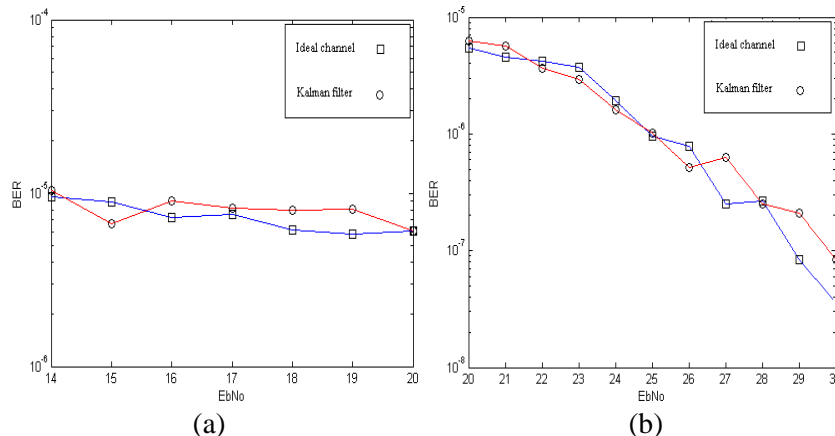 10^-4
Ideal channel
Kalman filter
10^-5
BER
10^-6
14 15 16 17 18 19 20
EbNo
(a)
10^-5
Ideal channel
Kalman filter
10^-6
BER
10^-7
10^-8
20 21 22 23 24 25 26 27 28 29 3
EbNo
(b)